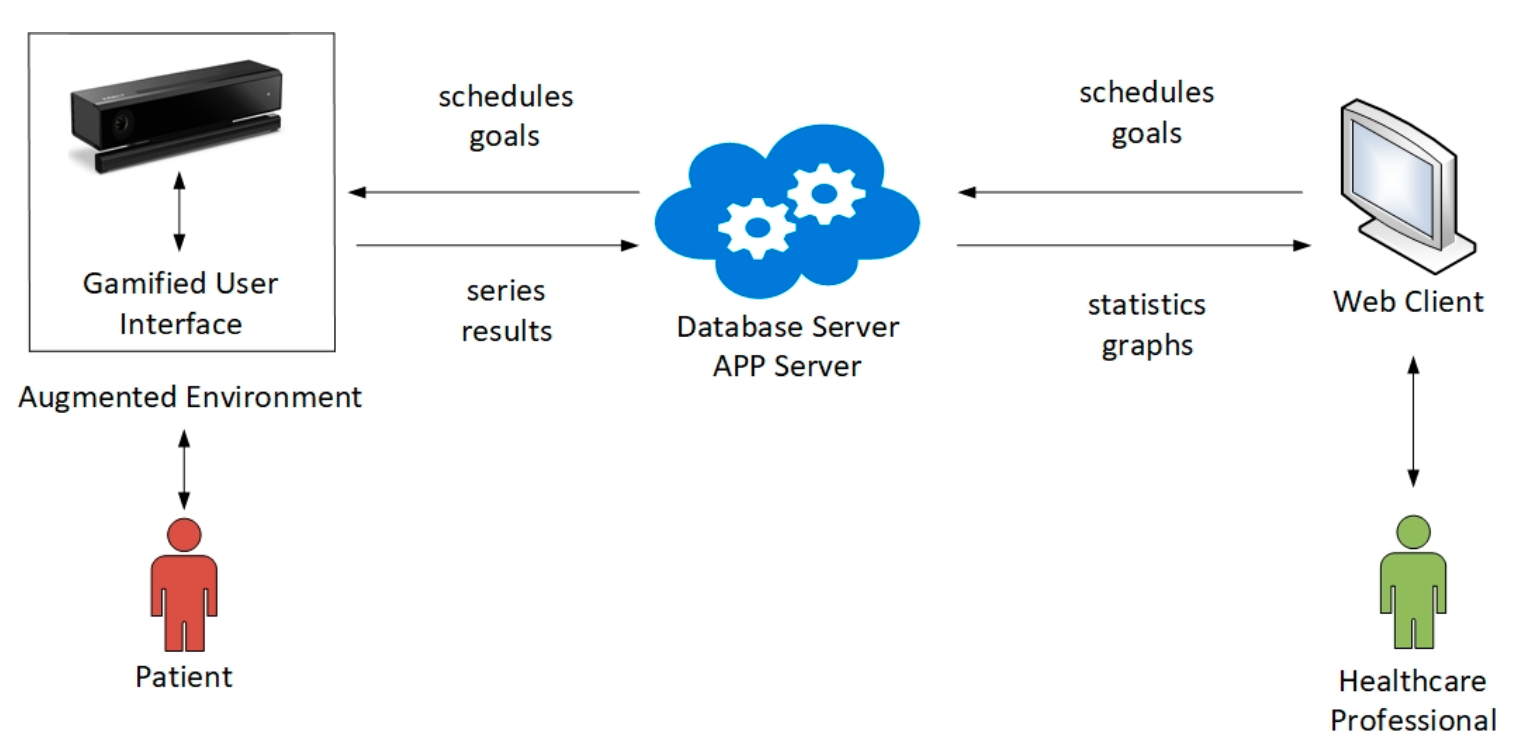 schedules
goals
schedules
goals
Gamified User
Interface
series
results
statistics
graphs
Web Client
Database Server
APP Server
Augmented Environment
Patient
Healthcare
Professional